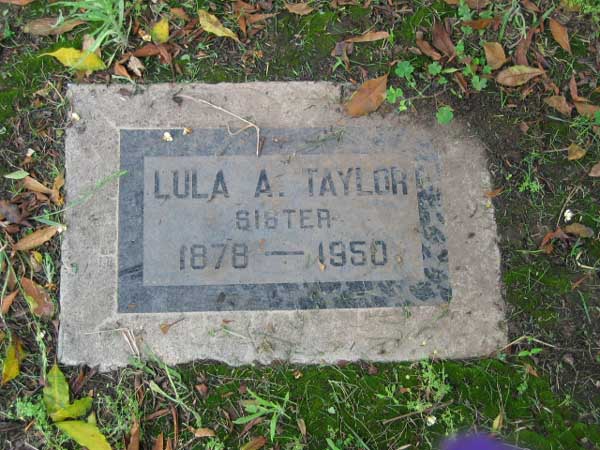 LULA A. TAYLOR
SISTER
1878 — 1950